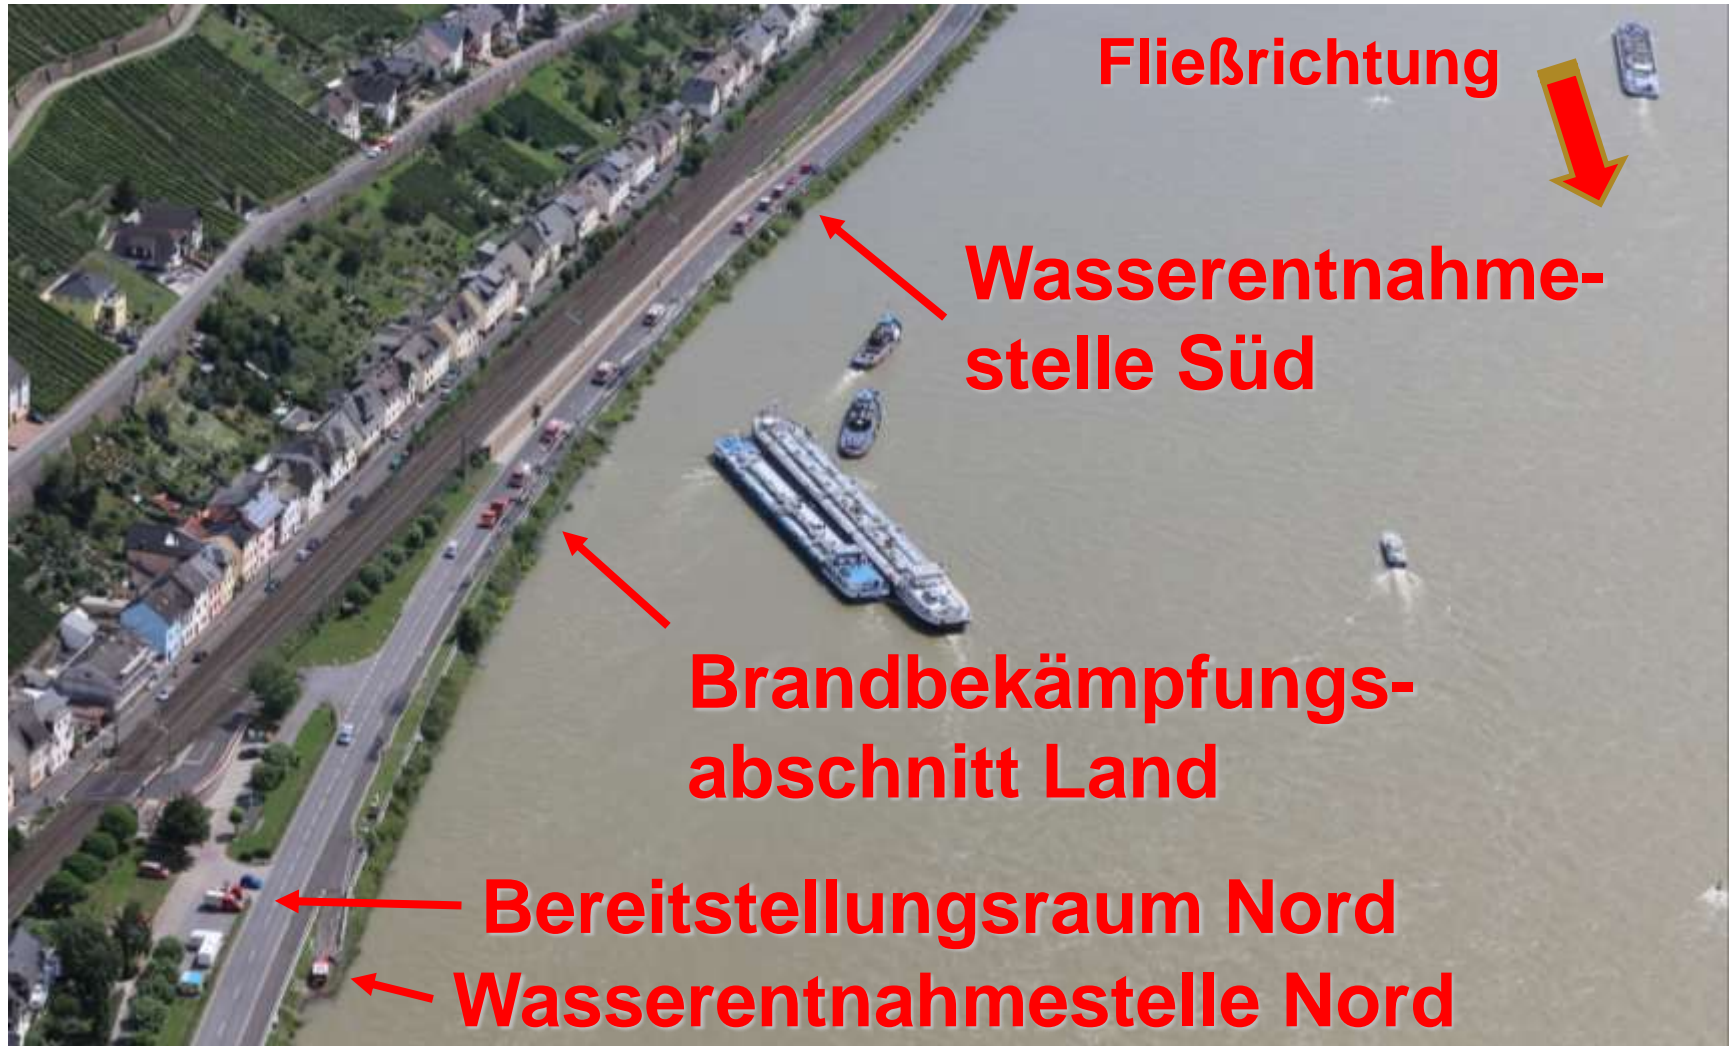 Fließrichtung
Wasserentnahme-
stelle Süd
Brandbekämpfungs-
abschnitt Land
Bereitstellungsraum Nord
Wasserentnahmestelle Nord